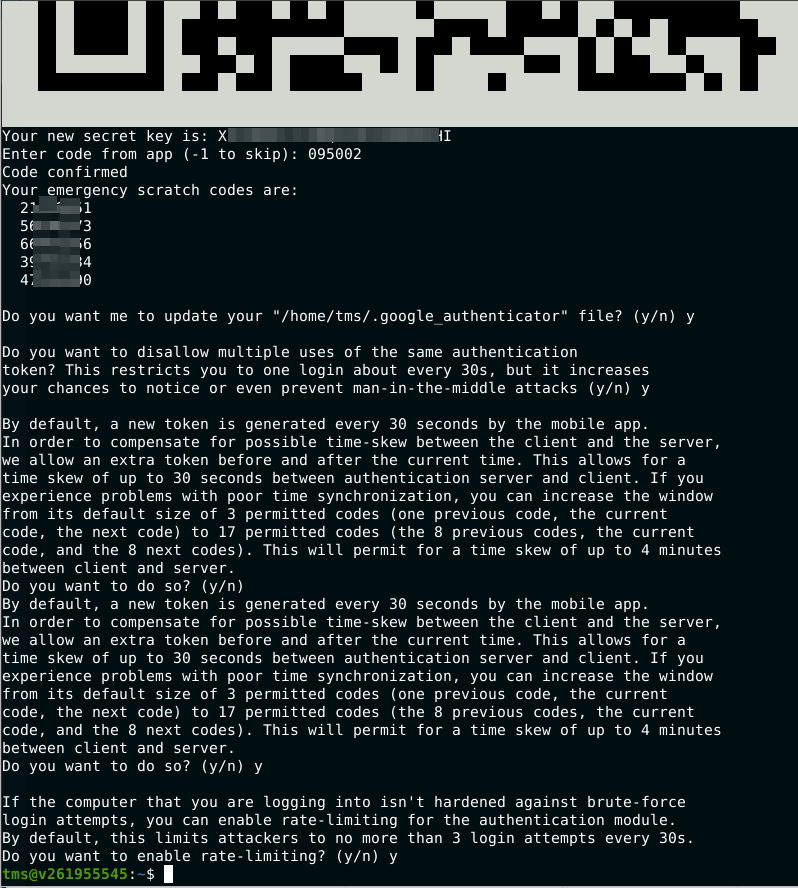 Your new secret key is: X HI
Enter code from app (-1 to skip): 095002
Code confirmed
Your emergency scratch codes are:
21 51
56 73
66 56
39 34
47 00
Do you want me to update your "/home/tms/.google_authenticator" file? (y/n) y
Do you want to disallow multiple uses of the same authentication
token? This restricts you to one login about every 30s, but it increases
your chances to notice or even prevent man-in-the-middle attacks (y/n) y
By default, a new token is generated every 30 seconds by the mobile app.
In order to compensate for possible time-skew between the client and the server,
we allow an extra token before and after the current time. This allows for a
time skew of up to 30 seconds between authentication server and client. If you
experience problems with poor time synchronization, you can increase the window
from its default size of 3 permitted codes (one previous code, the current
code, the next code) to 17 permitted codes (the 8 previous codes, the current
code, and the 8 next codes). This will permit for a time skew of up to 4 minutes
between client and server.
Do you want to do so? (y/n)
By default, a new token is generated every 30 seconds by the mobile app.
In order to compensate for possible time-skew between the client and the server,
we allow an extra token before and after the current time. This allows for a
time skew of up to 30 seconds between authentication server and client. If you
experience problems with poor time synchronization, you can increase the window
from its default size of 3 permitted codes (one previous code, the current
code, the next code) to 17 permitted codes (the 8 previous codes, the current
code, and the 8 next codes). This will permit for a time skew of up to 4 minutes
between client and server.
Do you want to do so? (y/n) y
If the computer that you are logging into isn't hardened against brute-force
login attempts, you can enable rate-limiting for the authentication module.
By default, this limits attackers to no more than 3 login attempts every 30s.
Do you want to enable rate-limiting? (y/n) y
tms@v261955545:~$